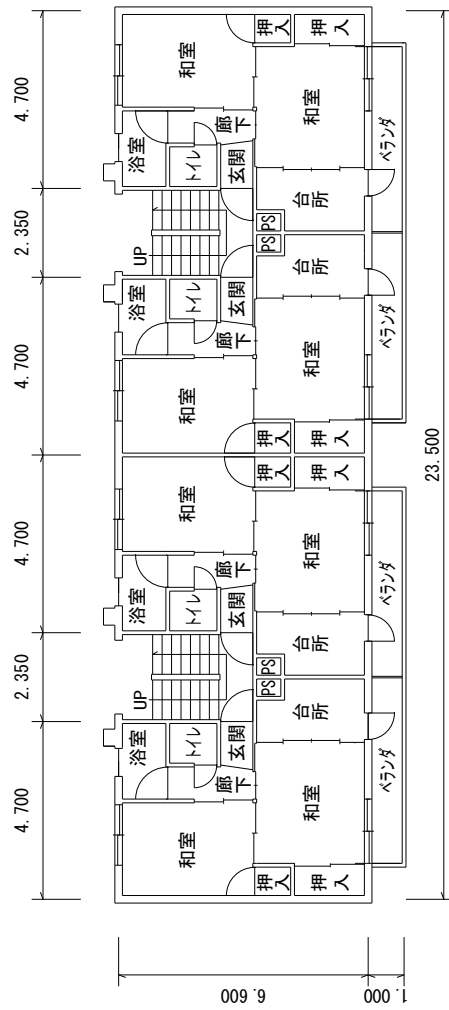 4.700
2.350
4.700
4.700
2.350
4.700
浴室
UP
浴室
浴室
UP
浴室
和室
トイレ
トイレ
和室
和室
トイレ
トイレ
和室
廊下
玄関
玄関
廊下
廊下
玄関
玄関
廊下
押入
PS
PS
押入
押入
PS
PS
押入
押入
和室
台所
台所
和室
押入
押入
和室
台所
台所
和室
押入
ベランダ
ベランダ
ベランダ
ベランダ
23.500
6.600
1.000